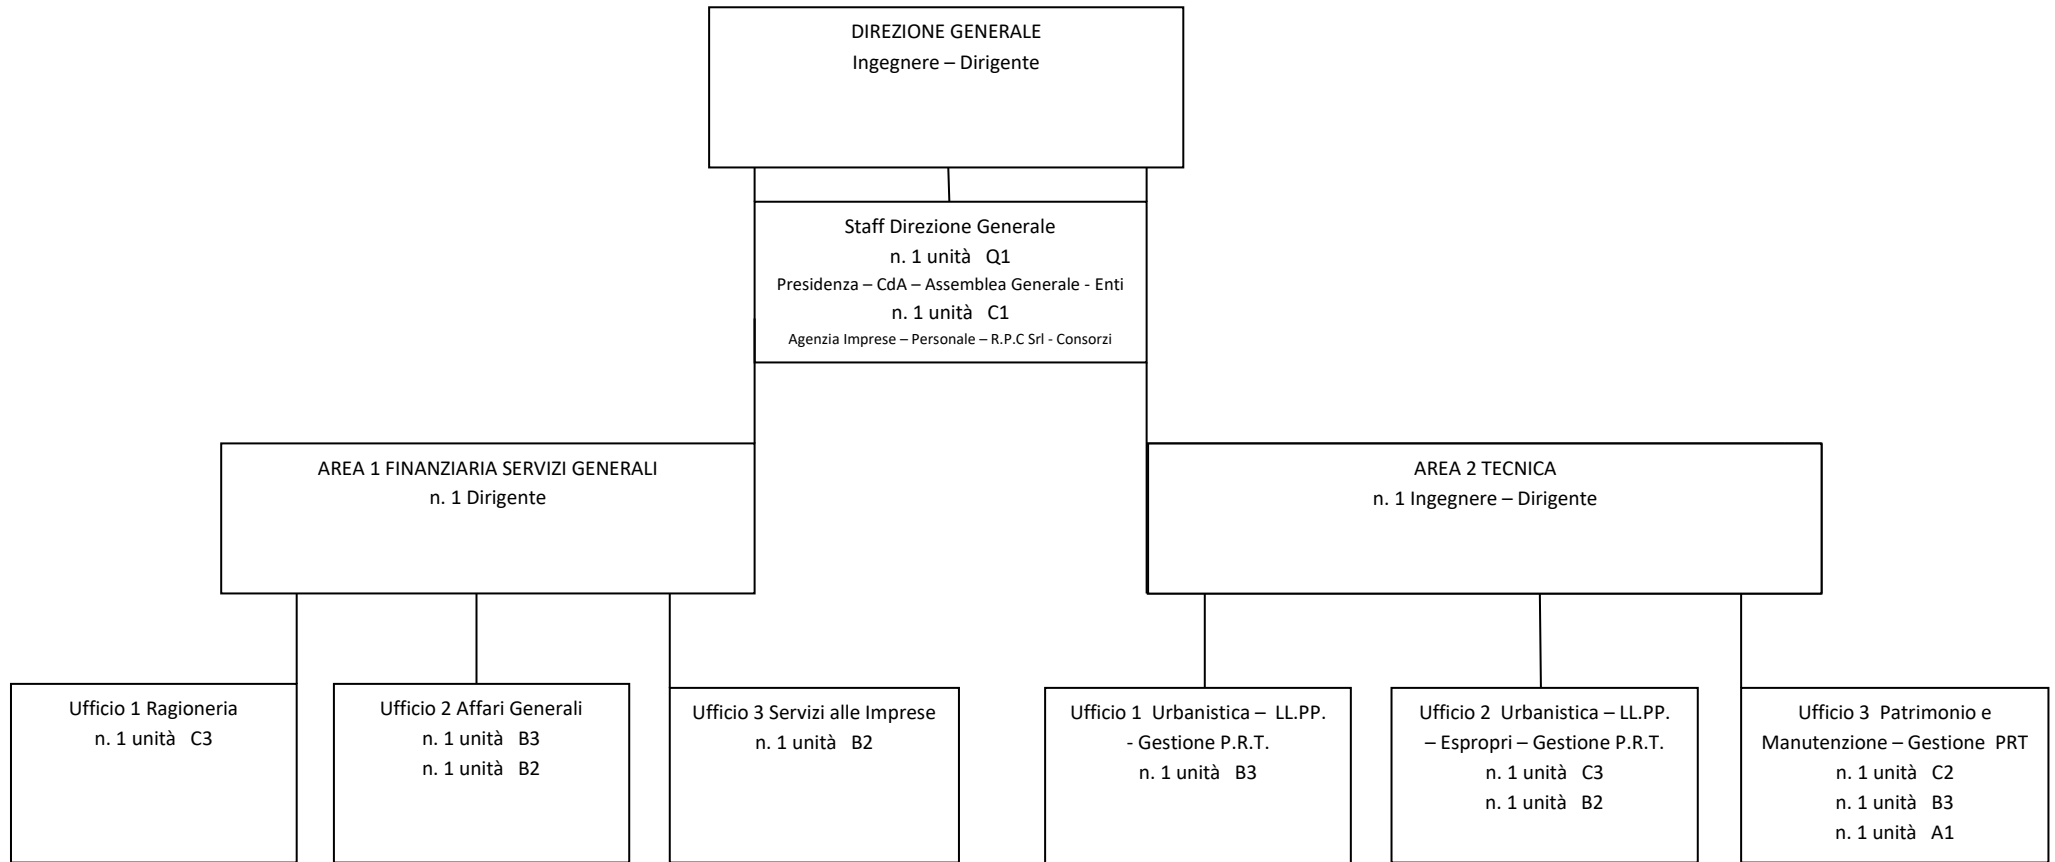 DIREZIONE GENERALE
Ingegnere – Dirigente
Staff Direzione Generale
n. 1 unità Q1
Presidenza – CdA – Assemblea Generale - Enti
n. 1 unità C1
Agenzia Imprese – Personale – R.P.C Srl - Consorzi
AREA 1 FINANZIARIA SERVIZI GENERALI
n. 1 Dirigente
AREA 2 TECNICA
n. 1 Ingegnere – Dirigente
Ufficio 1 Ragioneria
n. 1 unità C3
Ufficio 2 Affari Generali
n. 1 unità B3
n. 1 unità B2
Ufficio 3 Servizi alle Imprese
n. 1 unità B2
Ufficio 1 Urbanistica – LL.PP.
- Gestione P.R.T.
n. 1 unità B3
Ufficio 2 Urbanistica – LL.PP.
– Espropri – Gestione P.R.T.
n. 1 unità C3
n. 1 unità B2
Ufficio 3 Patrimonio e
Manutenzione – Gestione PRT
n. 1 unità C2
n. 1 unità B3
n. 1 unità A1